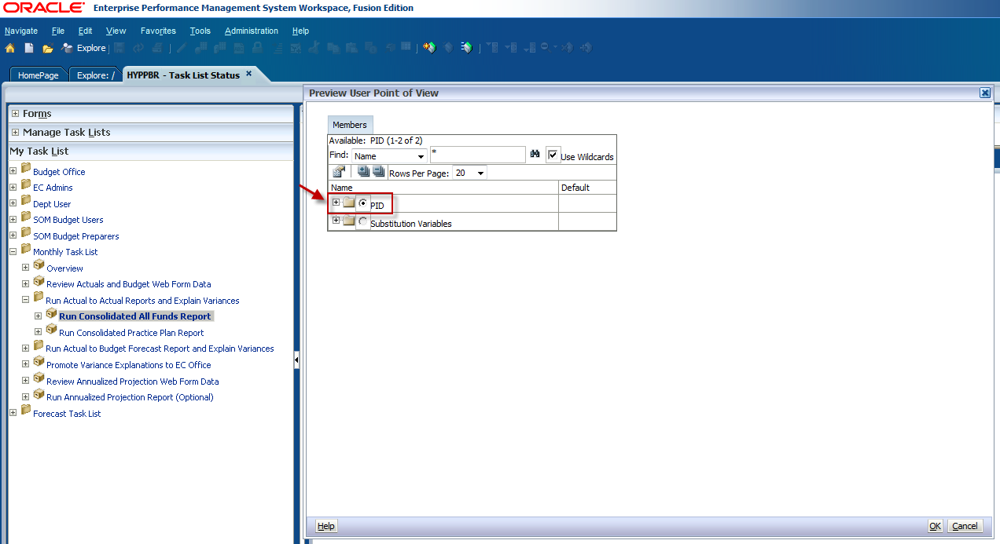 ORACLE® Enterprise Performance Management System Workspace, Fusion Edition
Navigate File Edit View Favorites Tools Administration Help
Explore
HomePage Explore: / HYPPBR - Task List Status
Preview User Point of View
Forms
Manage Task Lists
My Task List
Budget Office
EC Admins
Dept User
SOM Budget Users
SOM Budget Preparers
Monthly Task List
Overview
Review Actuals and Budget Web Form Data
Run Actual to Actual Reports and Explain Variances
Run Consolidated All Funds Report
Run Consolidated Practice Plan Report
Run Actual to Budget Forecast Report and Explain Variances
Promote Variance Explanations to EC Office
Review Annualized Projection Web Form Data
Run Annualized Projection Report (Optional)
Forecast Task List
Members
Available: PID (1-2 of 2)
Find: Name * Use Wildcards
Rows Per Page: 20
Name Default
PID
Substitution Variables
Help OK Cancel